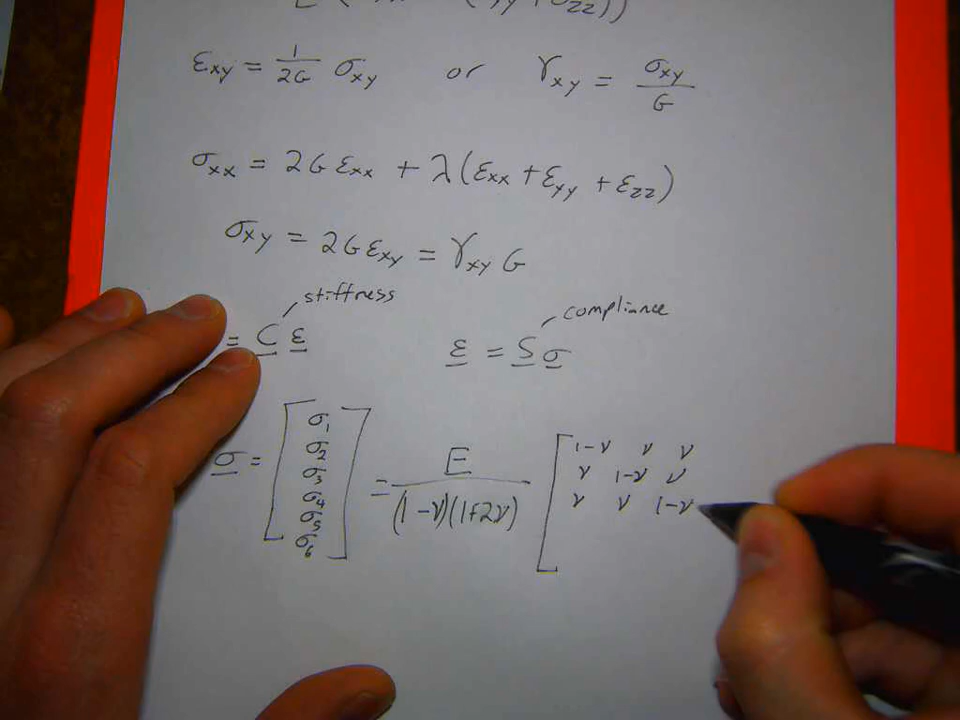 εxy = 1/2G σxy or γxy = σxy/G
σxx = 2G εxx + λ(εxx + εyy + εzz)
σxy = 2G εxy = γxy G
stiffness
compliance
= C ε ε = S σ
σ = [σ1 σ2 σ3 σ4 σ5 σ6] = E/(1-ν)(1+2ν) [1-ν ν ν
ν 1-ν ν
ν ν 1-ν